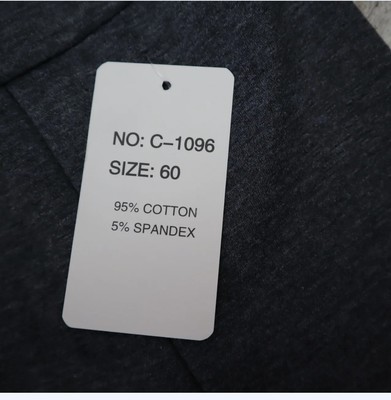 NO: C-1096
SIZE: 60
95% COTTON
5% SPANDEX